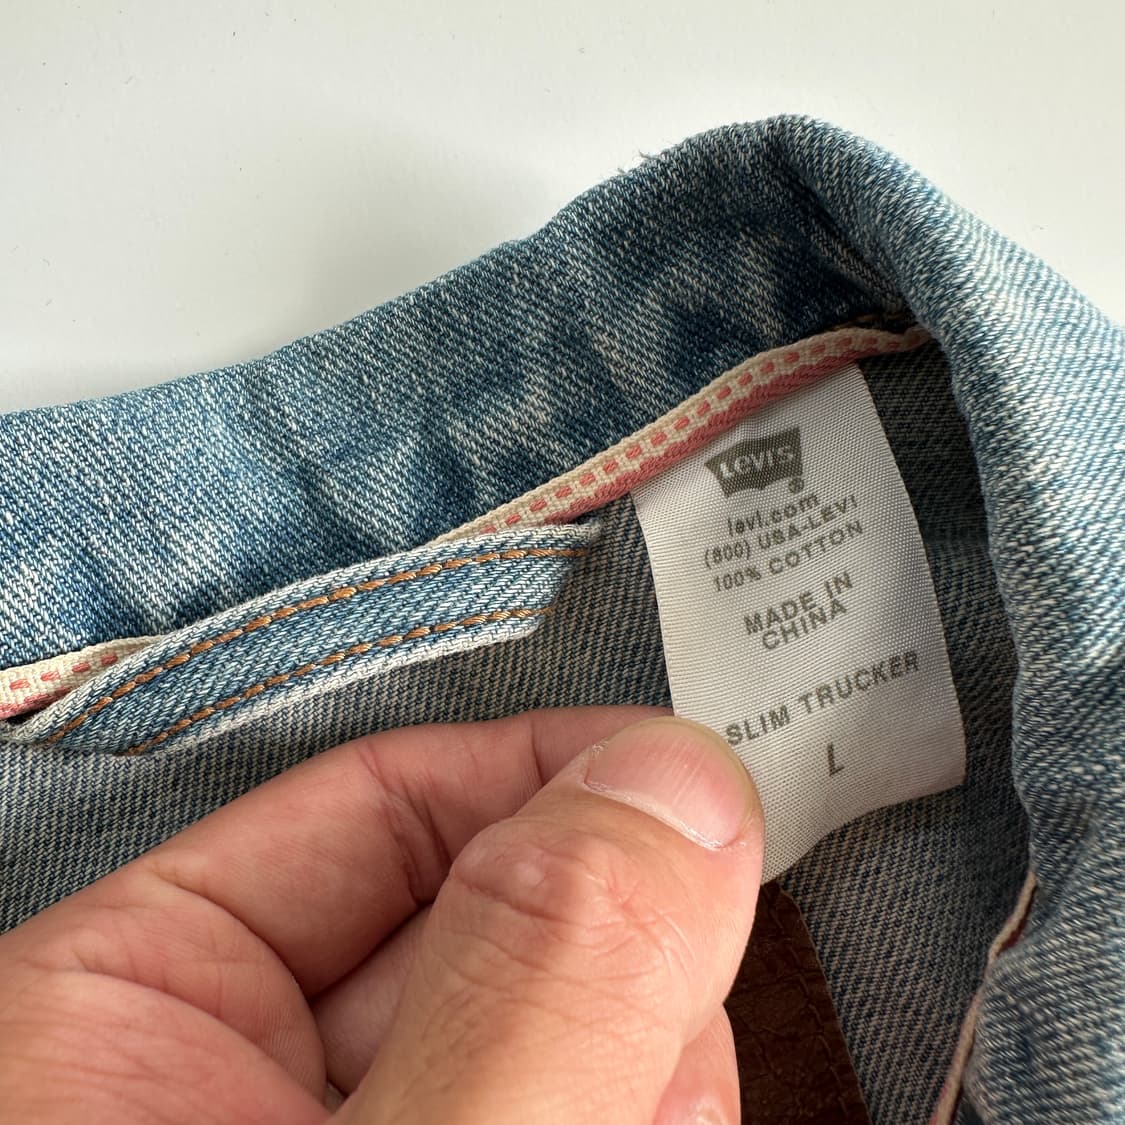 LEVI'S
®
levi.com
(800) USA-LEVI
100% COTTON
MADE IN
CHINA
SLIM TRUCKER
L